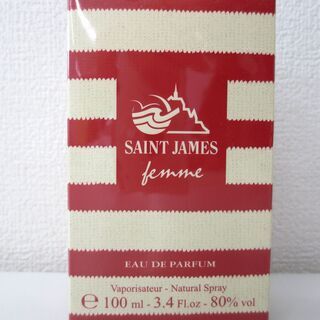 SAINT JAMES
femme
EAU DE PARFUM
Vaporisateur - Natural Spray
℮ 100 ml - 3.4 Fl.oz - 80% vol